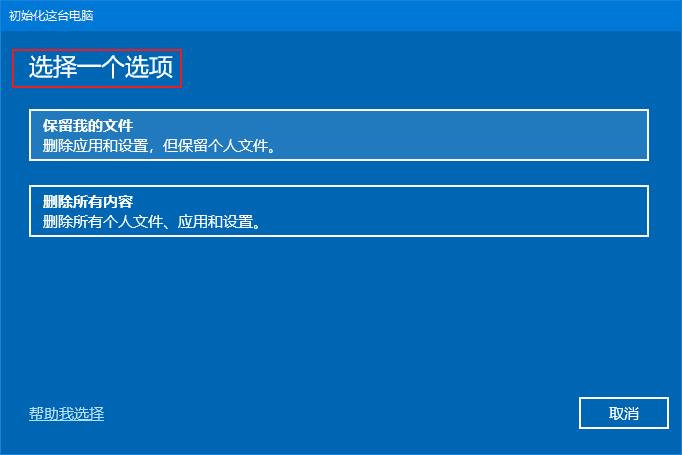 初始化这台电脑
选择一个选项
保留我的文件
删除应用和设置，但保留个人文件。
删除所有内容
删除所有个人文件、应用和设置。
帮助我选择
取消